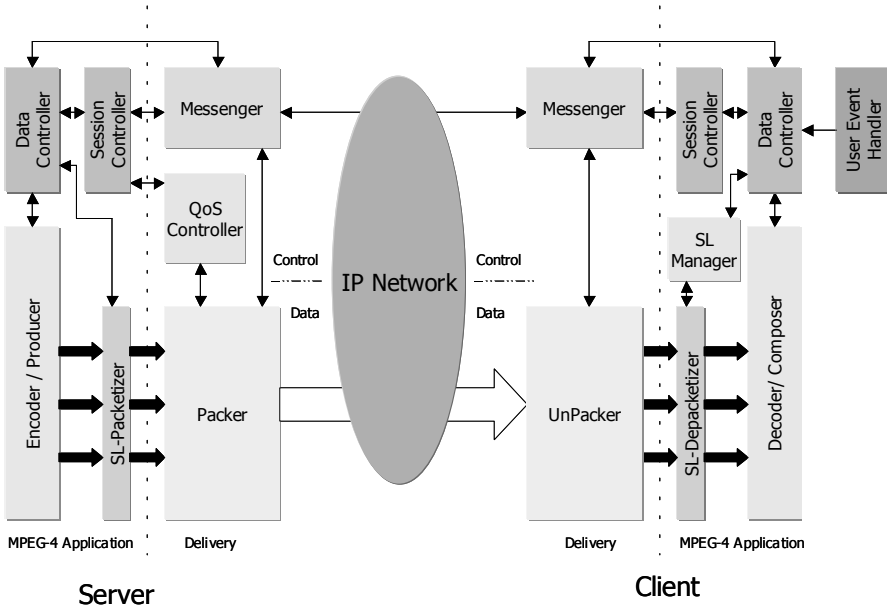 Data
Controller
Session
Controller
Messenger
QoS
Controller
Encoder / Producer
SL-Packetizer
Packer
Control
Data
IP Network
Control
Data
Messenger
Session
Controller
Data
Controller
User Event
Handler
SL
Manager
UnPacker
SL-Depacketizer
Decoder/ Composer
MPEG-4 Application
Delivery
Delivery
MPEG-4 Application
Server
Client